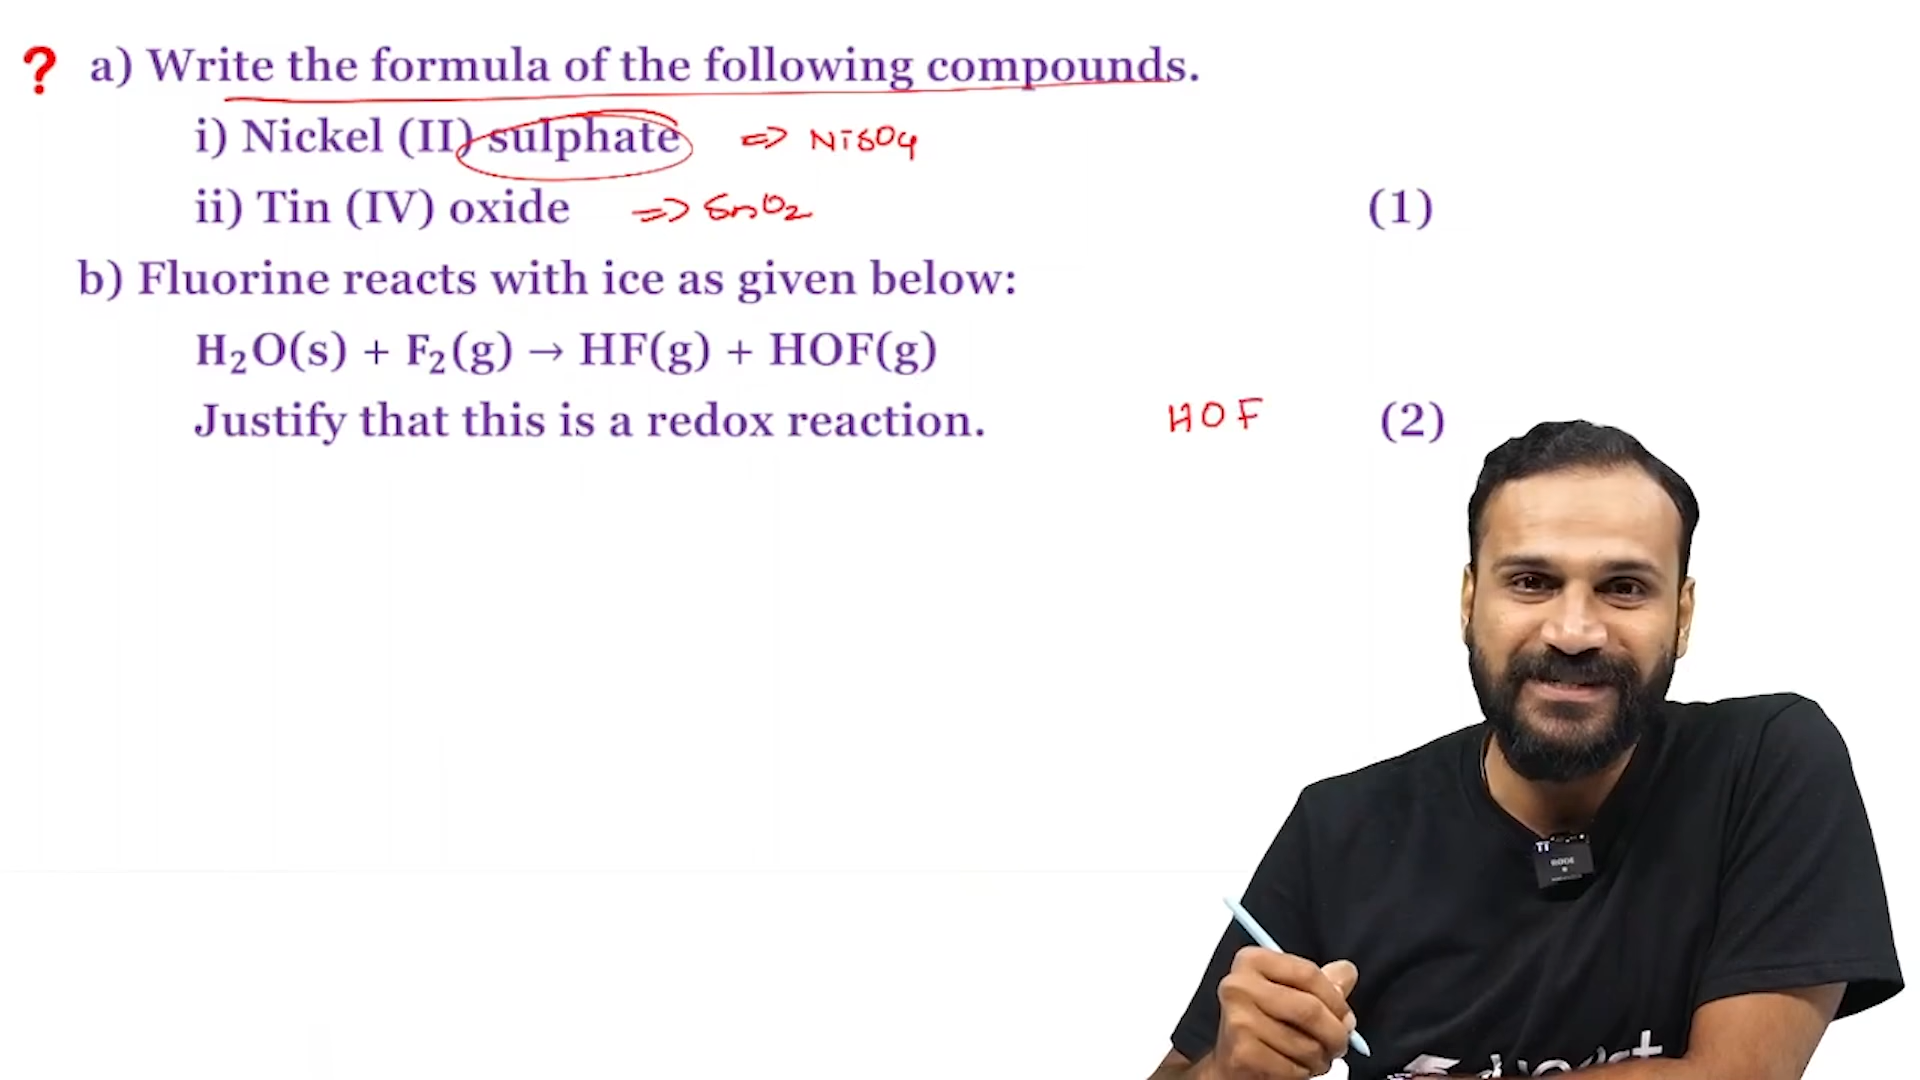 ? a) Write the formula of the following compounds.
i) Nickel (II) sulphate ⇒ NiSO4
ii) Tin (IV) oxide ⇒ SnO2 (1)
b) Fluorine reacts with ice as given below:
H₂O(s) + F₂(g) → HF(g) + HOF(g)
Justify that this is a redox reaction. HOF (2)
RODE